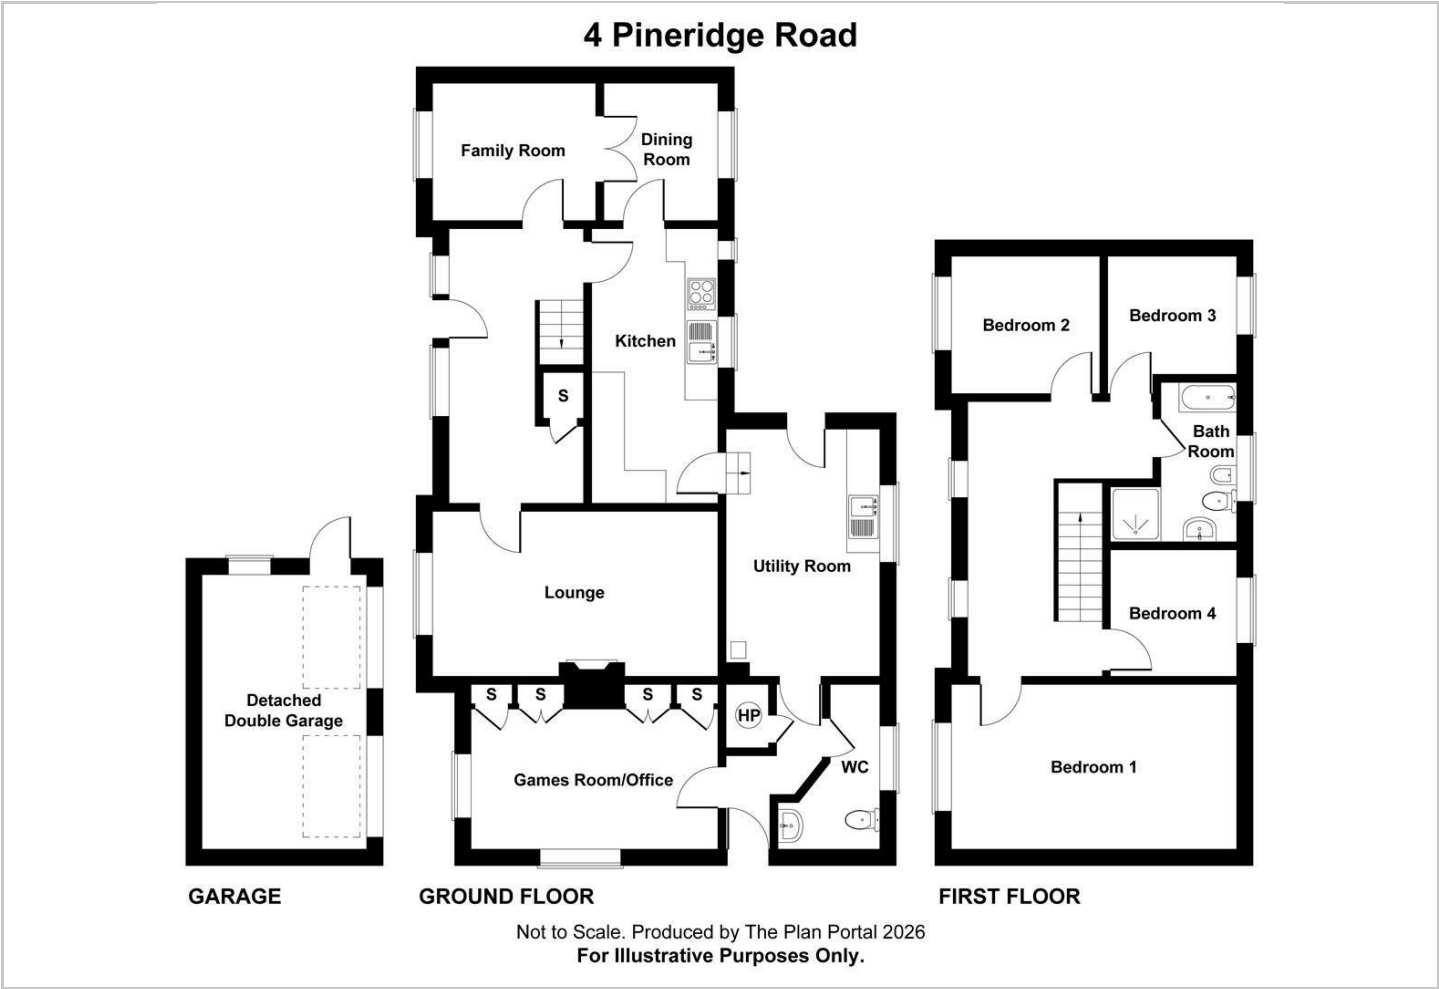 4 Pineridge Road
Family Room
Dining
Room
Kitchen
S
Lounge
Utility Room
S
S
S
S
HP
Games Room/Office
WC
Detached
Double Garage
Bedroom 2
Bedroom 3
Bath
Room
Bedroom 4
Bedroom 1
GARAGE
GROUND FLOOR
FIRST FLOOR
Not to Scale. Produced by The Plan Portal 2026
For Illustrative Purposes Only.